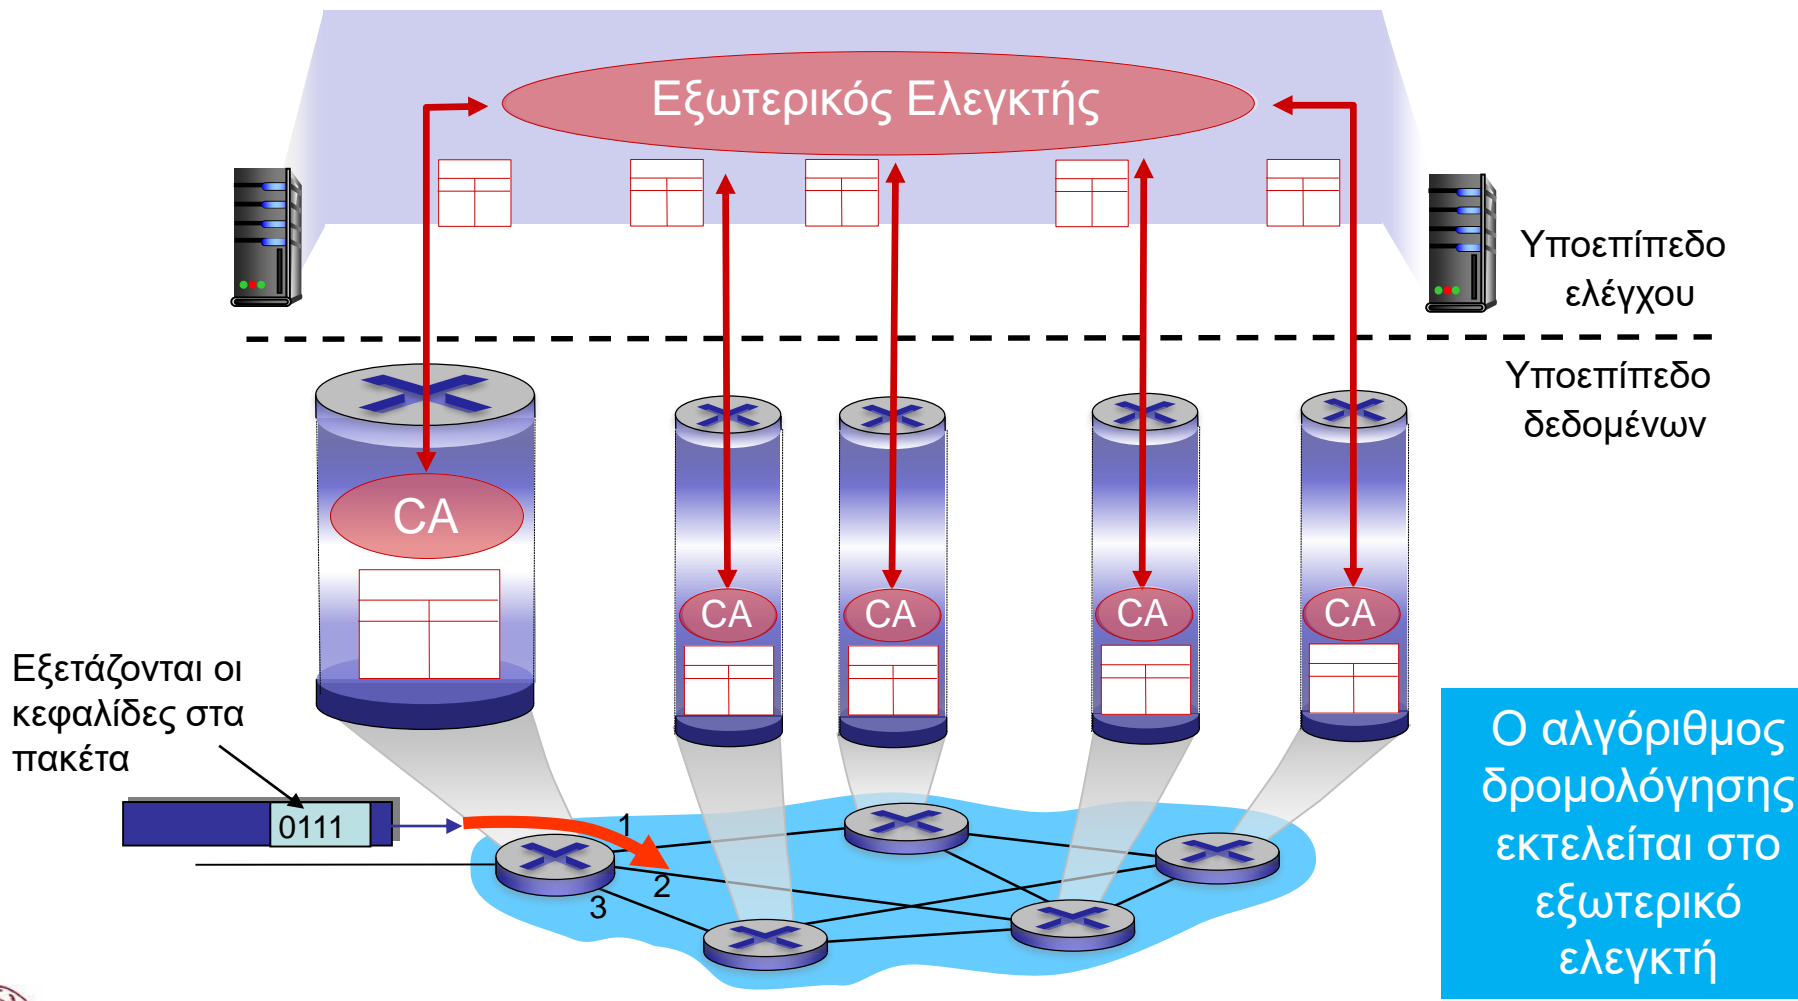 Εξωτερικός Ελεγκτής
Υποεπίπεδο
ελέγχου
Υποεπίπεδο
δεδομένων
CA
CA
CA
CA
CA
Εξετάζονται οι
κεφαλίδες στα
πακέτα
0111
1
2
3
Ο αλγόριθμος
δρομολόγησης
εκτελείται στο
εξωτερικό
ελεγκτή